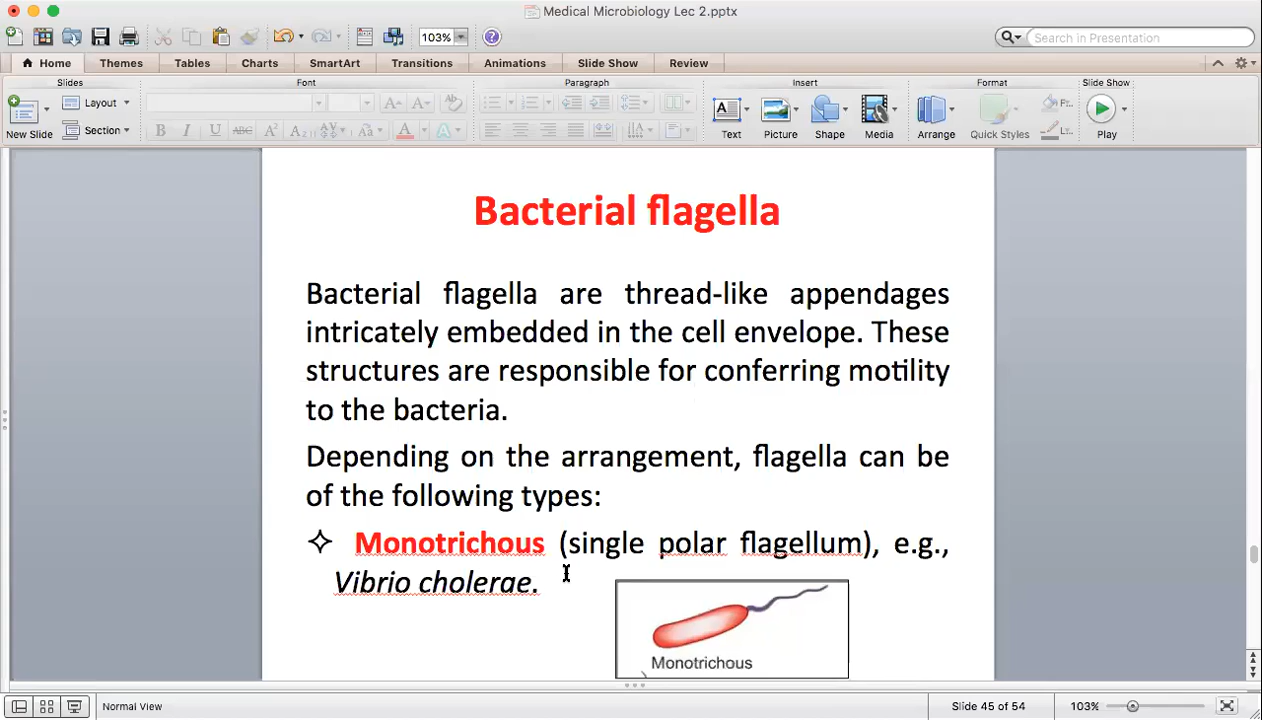 Medical Microbiology Lec 2.pptx
103%
Search in Presentation
Home Themes Tables Charts SmartArt Transitions Animations Slide Show Review
Slides Font Paragraph Insert Format Slide Show
New Slide Layout Section Text Picture Shape Media Arrange Quick Styles Play
B I U ABC
Bacterial flagella
Bacterial flagella are thread-like appendages
intricately embedded in the cell envelope. These
structures are responsible for conferring motility
to the bacteria.
Depending on the arrangement, flagella can be
of the following types:
Monotrichous (single polar flagellum), e.g.,
Vibrio cholerae.
Monotrichous
Normal View Slide 45 of 54 103%